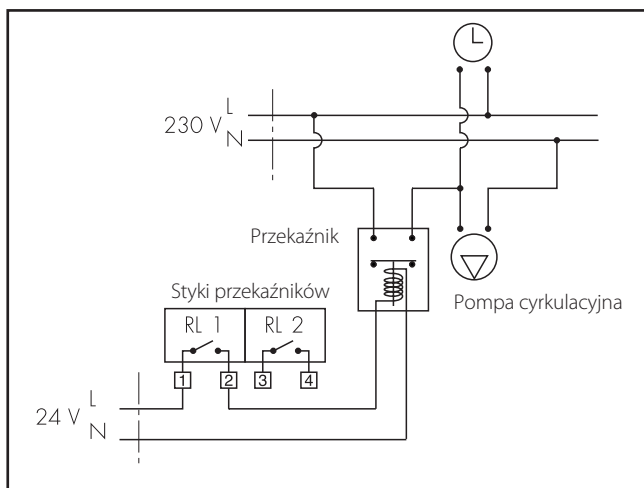 L
230 V
N
Przekaźnik
Styki przekaźników
Pompa cyrkulacyjna
RL 1
RL 2
1
2
3
4
L
24 V
N